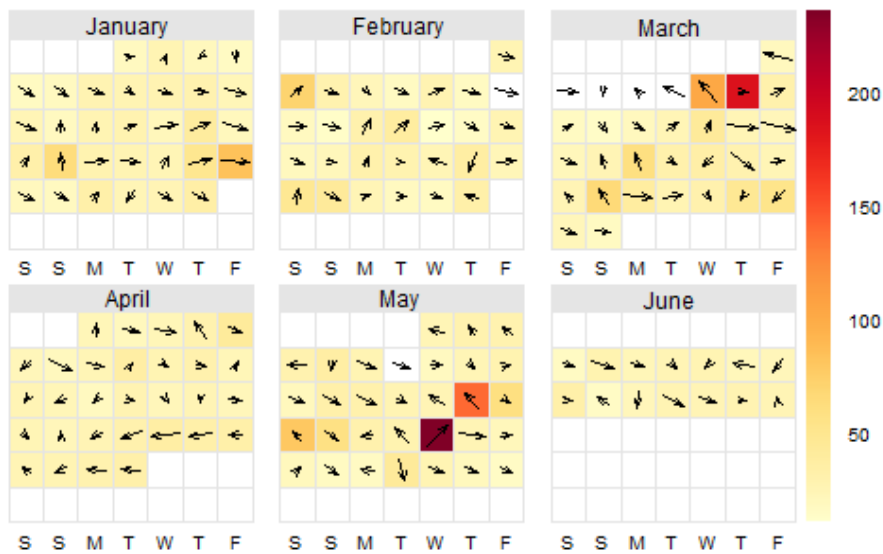 January February March
200
150
100
50
S S M T W T F S S M T W T F S S M T W T F
April May June
S S M T W T F S S M T W T F S S M T W T F